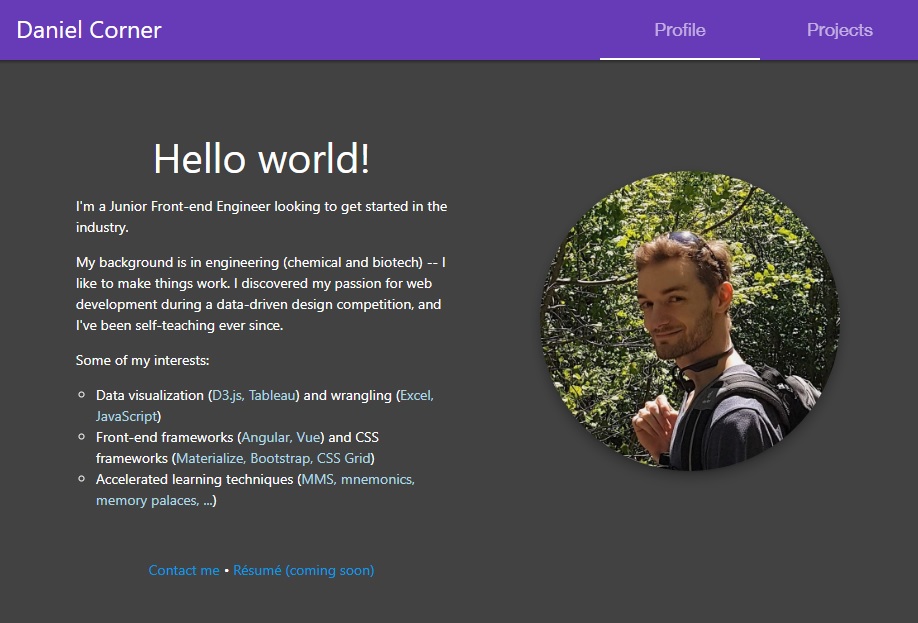 Daniel Corner
Profile
Projects
Hello world!
I'm a Junior Front-end Engineer looking to get started in the
industry.
My background is in engineering (chemical and biotech) -- I
like to make things work. I discovered my passion for web
development during a data-driven design competition, and
I've been self-teaching ever since.
Some of my interests:
Data visualization (D3.js, Tableau) and wrangling (Excel,
JavaScript)
Front-end frameworks (Angular, Vue) and CSS
frameworks (Materialize, Bootstrap, CSS Grid)
Accelerated learning techniques (MMS, mnemonics,
memory palaces, ...)
Contact me • Résumé (coming soon)